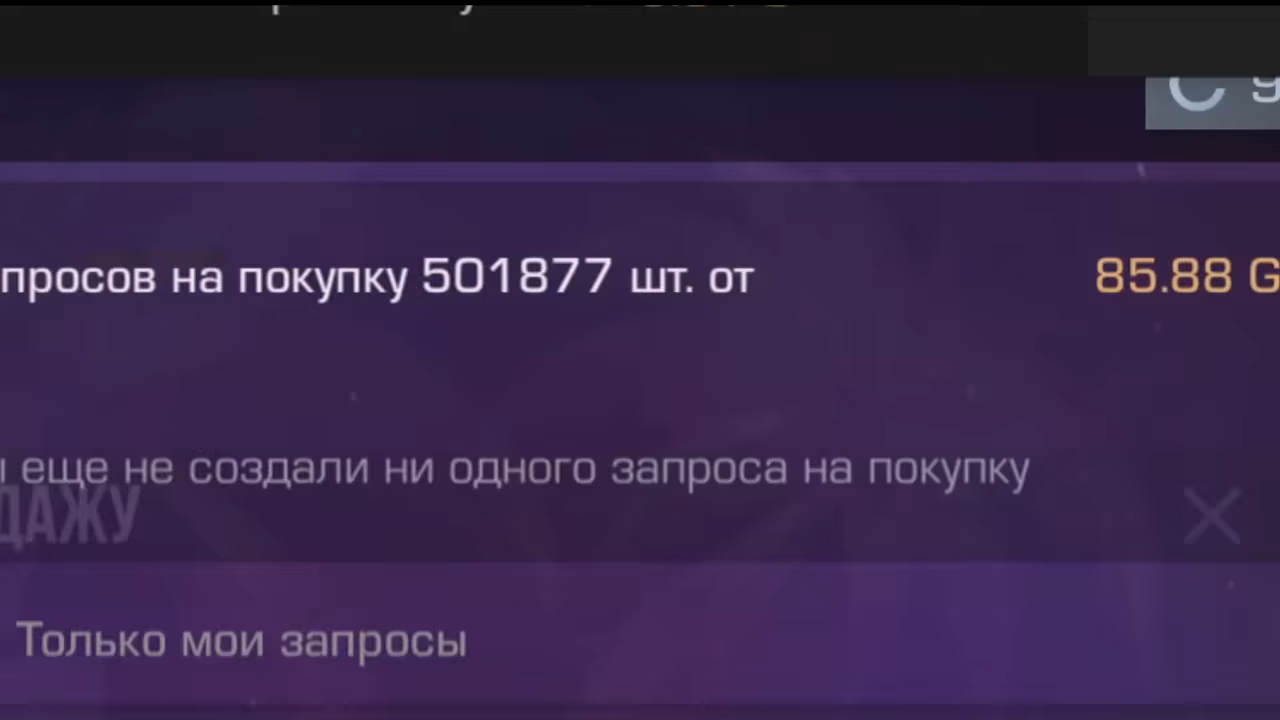 просов на покупку 501877 шт. от 85.88 G
еще не создали ни одного запроса на покупку
ДАЖУ
Только мои запросы